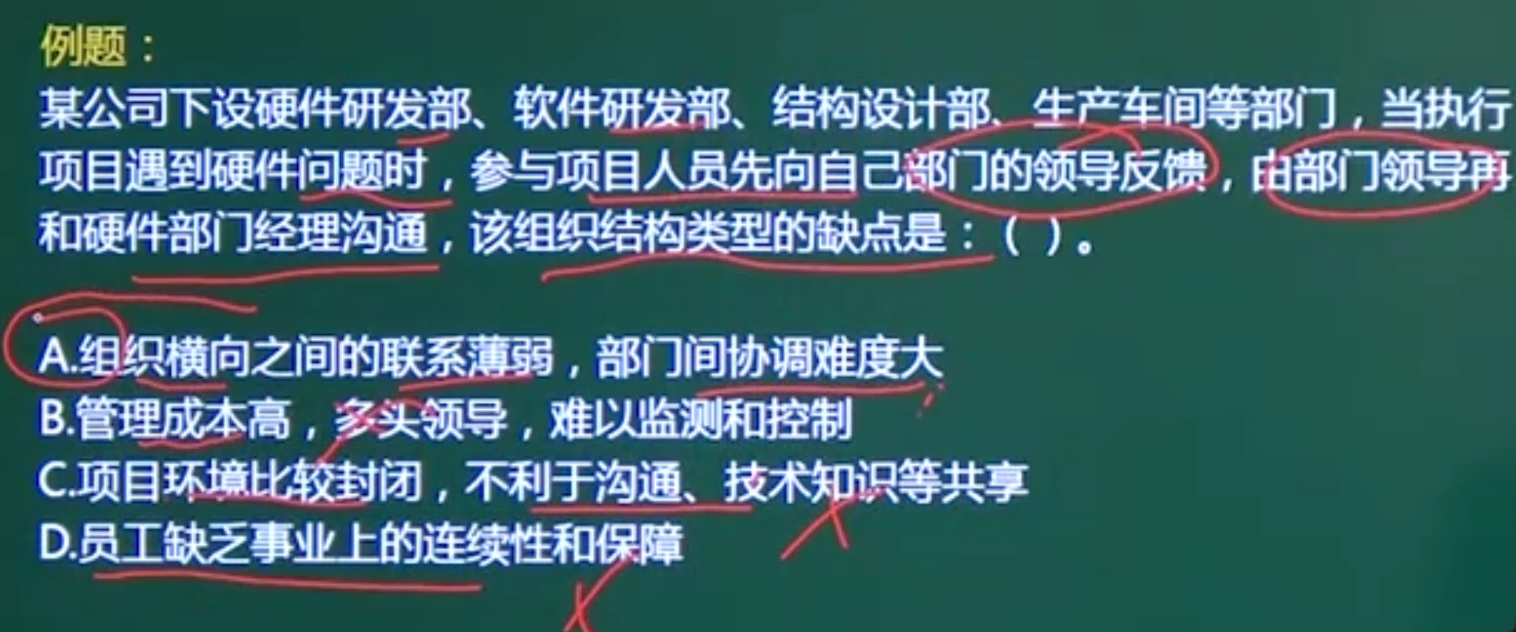 例题：
某公司下设硬件研发部、软件研发部、结构设计部、生产车间等部门，当执行
项目遇到硬件问题时，参与项目人员先向自己部门的领导反馈，由部门领导再
和硬件部门经理沟通，该组织结构类型的缺点是：（ ）。
A.组织横向之间的联系薄弱，部门间协调难度大
B.管理成本高，多头领导，难以监测和控制
C.项目环境比较封闭，不利于沟通、技术知识等共享
D.员工缺乏事业上的连续性和保障